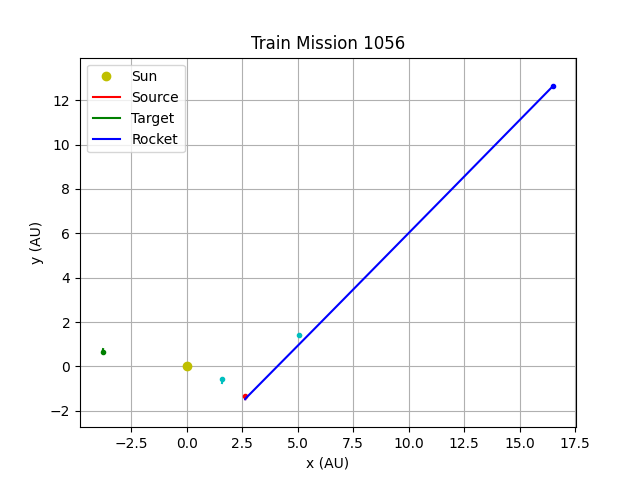 Train Mission 1056
Sun
Source
Target
Rocket
12
10
8
6
4
2
0
−2
y (AU)
−2.5 0.0 2.5 5.0 7.5 10.0 12.5 15.0 17.5
x (AU)